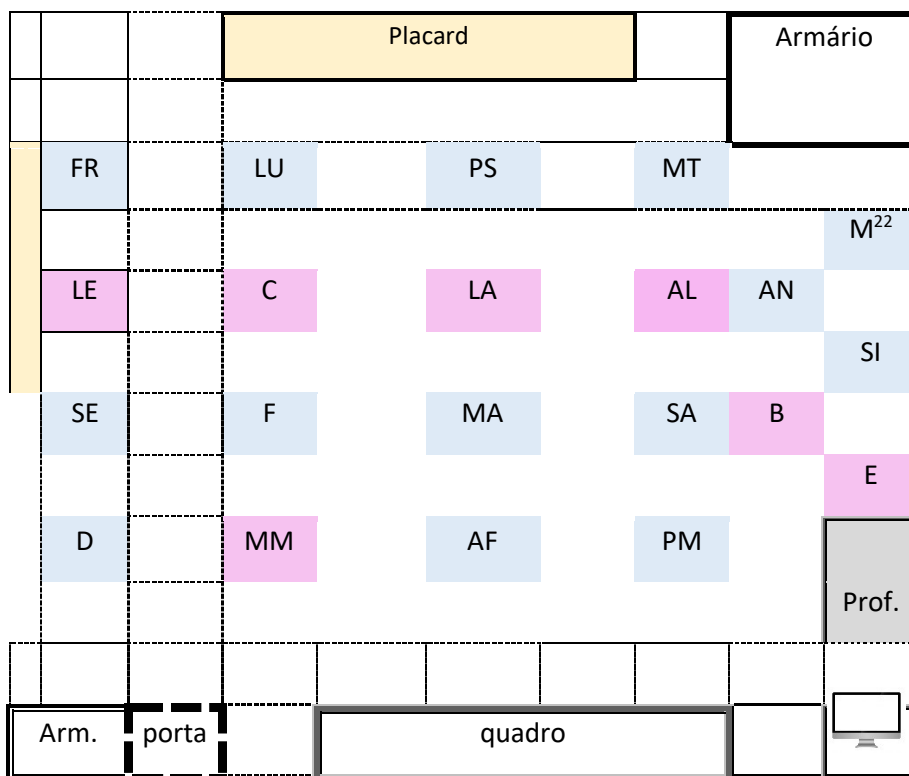 Placard Armário
FR LU PS MT
M²²
LE C LA AL AN
SI
SE F MA SA B
E
D MM AF PM
Prof.
Arm. porta quadro